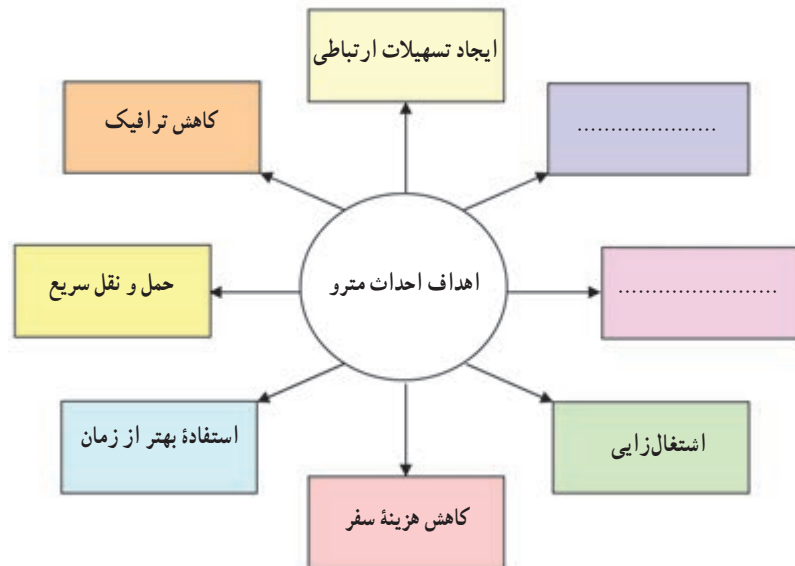 ایجاد تسهیلات ارتباطی
.....................
کاهش ترافیک
اهداف احداث مترو
.......................
حمل و نقل سریع
اشتغال‌زایی
استفادهٔ بهتر از زمان
کاهش هزینهٔ سفر